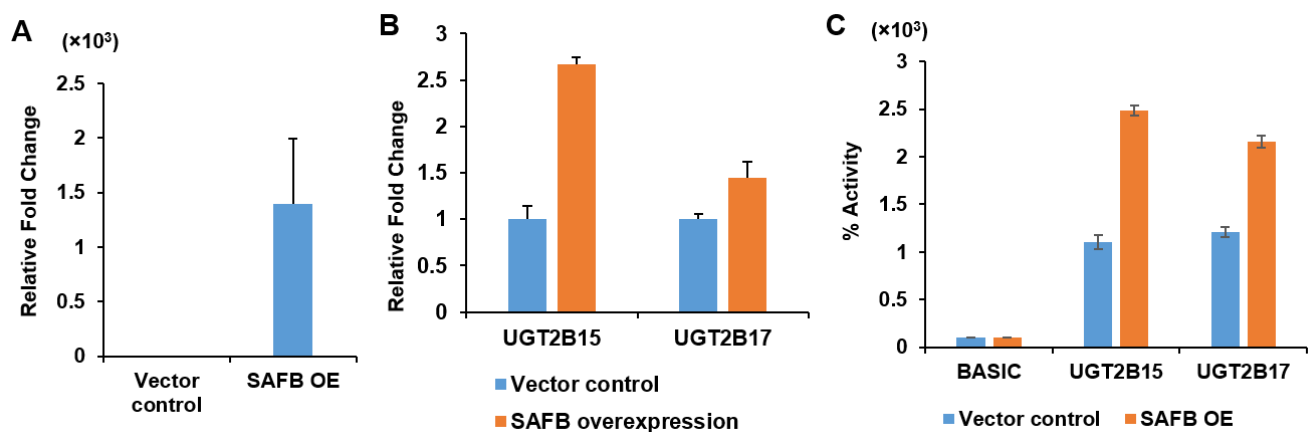 A
(×10³)
Relative Fold Change
2.5
2
1.5
1
0.5
0
Vector
control
SAFB OE
B
Relative Fold Change
3
2.5
2
1.5
1
0.5
0
UGT2B15
UGT2B17
Vector control
SAFB overexpression
C
(×10³)
% Activity
3
2.5
2
1.5
1
0.5
0
BASIC
UGT2B15
UGT2B17
Vector control
SAFB OE